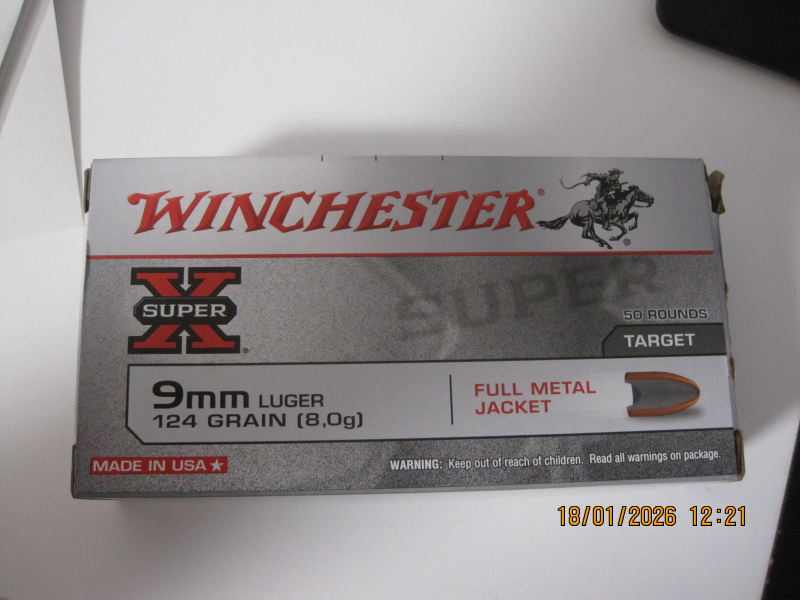 WINCHESTER®
X
SUPER
®
SUPER
50 ROUNDS
TARGET
9mm LUGER
124 GRAIN (8,0g)
FULL METAL
JACKET
MADE IN USA
WARNING: Keep out of reach of children. Read all warnings on package.
18/01/2026 12:21